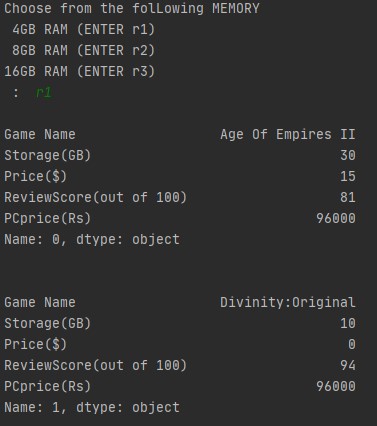 Choose from the folLowing MEMORY
4GB RAM (ENTER r1)
8GB RAM (ENTER r2)
16GB RAM (ENTER r3)
: r1
Game Name Age Of Empires II
Storage(GB) 30
Price($) 15
ReviewScore(out of 100) 81
PCprice(Rs) 96000
Name: 0, dtype: object
Game Name Divinity:Original
Storage(GB) 10
Price($) 0
ReviewScore(out of 100) 94
PCprice(Rs) 96000
Name: 1, dtype: object